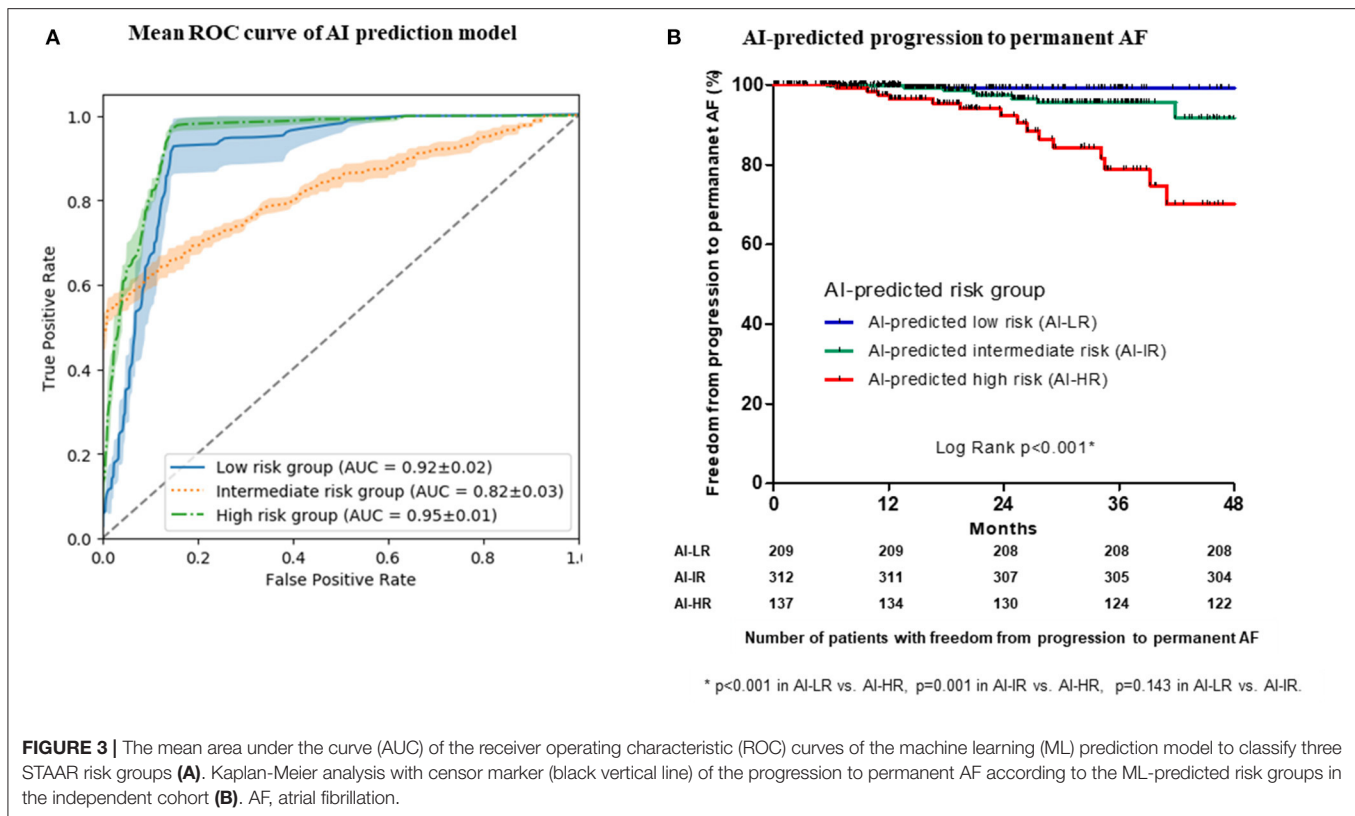 A
Mean ROC curve of AI prediction model
1.0
0.8
0.6
0.4
0.2
0.0
True Positive Rate
Low risk group (AUC = 0.92±0.02)
Intermediate risk group (AUC = 0.82±0.03)
High risk group (AUC = 0.95±0.01)
0.0 0.2 0.4 0.6 0.8 1.(
False Positive Rate
B
AI-predicted progression to permanent AF
Freedom from progression to permananet AF (%)
100
80
60
40
20
0
AI-predicted risk group
AI-predicted low risk (AI-LR)
AI-predicted intermediate risk (AI-IR)
AI-predicted high risk (AI-HR)
Log Rank p<0.001*
0 12 24 36 48
Months
AI-LR 209 209 208 208 208
AI-IR 312 311 307 305 304
AI-HR 137 134 130 124 122
Number of patients with freedom from progression to permanent AF
* p<0.001 in AI-LR vs. AI-HR, p=0.001 in AI-IR vs. AI-HR, p=0.143 in AI-LR vs. AI-IR.
FIGURE 3 | The mean area under the curve (AUC) of the receiver operating characteristic (ROC) curves of the machine learning (ML) prediction model to classify three
STAAR risk groups (A). Kaplan-Meier analysis with censor marker (black vertical line) of the progression to permanent AF according to the ML-predicted risk groups in
the independent cohort (B). AF, atrial fibrillation.